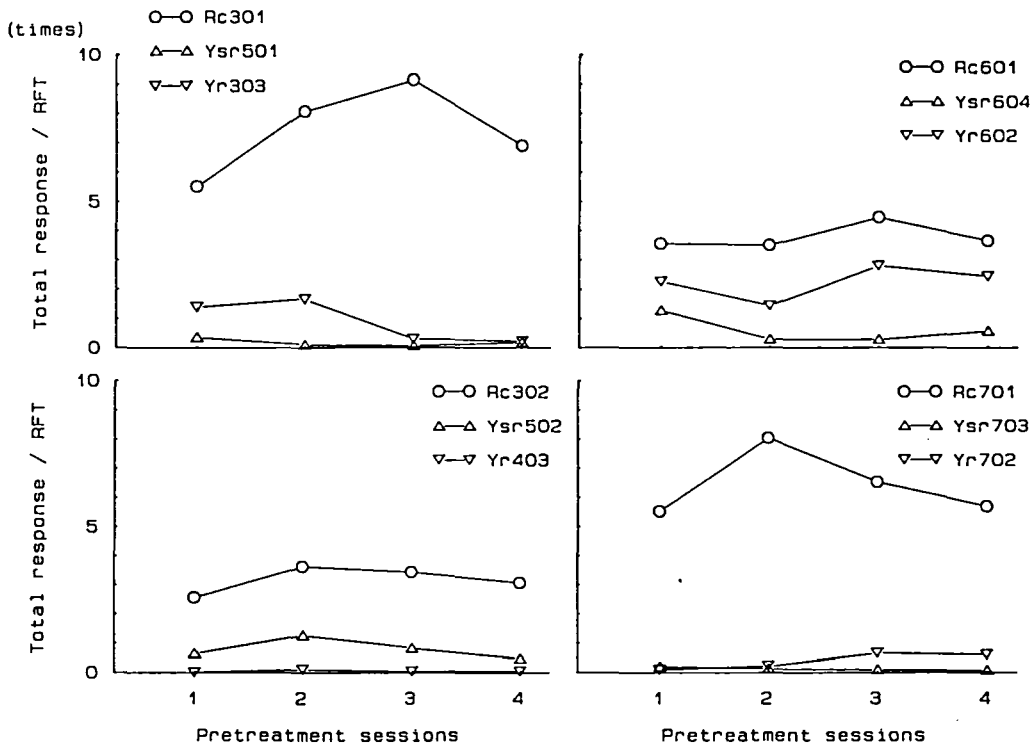 (times)
Rc301
Ysr501
Yr303
10
5
0
Total response / RFT
Rc601
Ysr604
Yr602
Rc302
Ysr502
Yr403
10
5
0
Total response / RFT
1 2 3 4
Pretreatment sessions
Rc701
Ysr703
Yr702
1 2 3 4
Pretreatment sessions